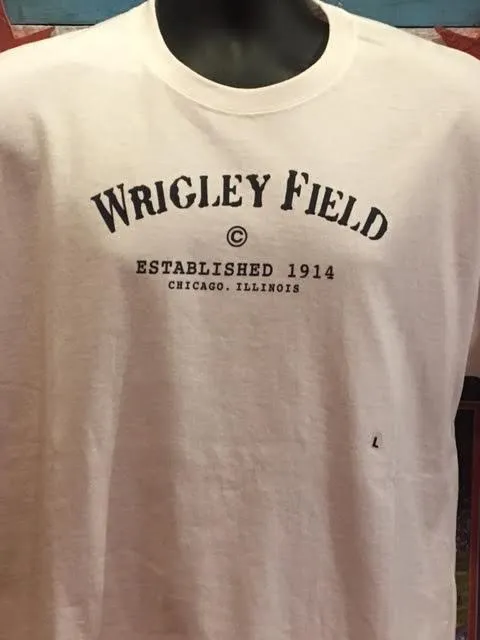 WRIGLEY FIELD
©
ESTABLISHED 1914
CHICAGO. ILLINOIS
L